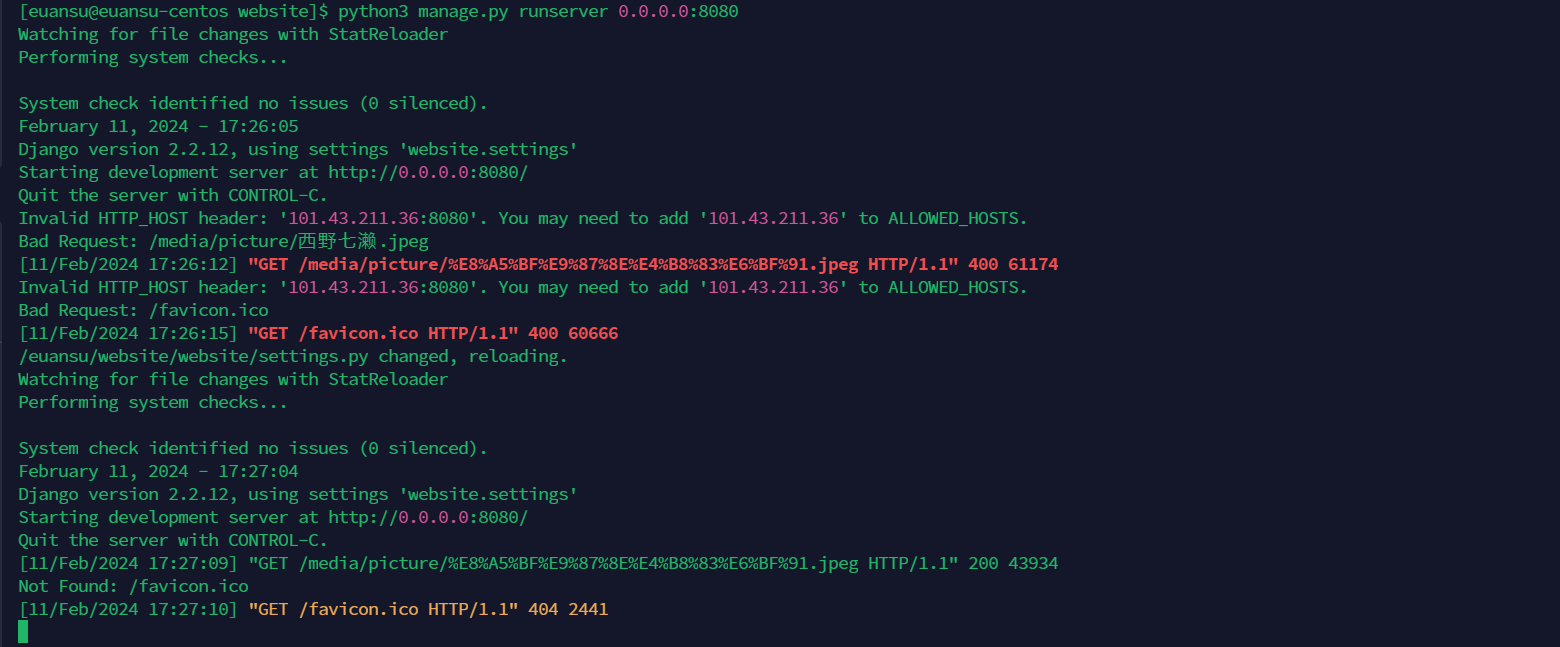 [euansu@euansu-centos website]$ python3 manage.py runserver 0.0.0.0:8080
Watching for file changes with StatReloader
Performing system checks...
System check identified no issues (0 silenced).
February 11, 2024 - 17:26:05
Django version 2.2.12, using settings 'website.settings'
Starting development server at http://0.0.0.0:8080/
Quit the server with CONTROL-C.
Invalid HTTP_HOST header: '101.43.211.36:8080'. You may need to add '101.43.211.36' to ALLOWED_HOSTS.
Bad Request: /media/picture/西野七濑.jpeg
[11/Feb/2024 17:26:12] "GET /media/picture/%E8%A5%BF%E9%87%8E%E4%B8%83%E6%BF%91.jpeg HTTP/1.1" 400 61174
Invalid HTTP_HOST header: '101.43.211.36:8080'. You may need to add '101.43.211.36' to ALLOWED_HOSTS.
Bad Request: /favicon.ico
[11/Feb/2024 17:26:15] "GET /favicon.ico HTTP/1.1" 400 60666
/euansu/website/website/settings.py changed, reloading.
Watching for file changes with StatReloader
Performing system checks...
System check identified no issues (0 silenced).
February 11, 2024 - 17:27:04
Django version 2.2.12, using settings 'website.settings'
Starting development server at http://0.0.0.0:8080/
Quit the server with CONTROL-C.
[11/Feb/2024 17:27:09] "GET /media/picture/%E8%A5%BF%E9%87%8E%E4%B8%83%E6%BF%91.jpeg HTTP/1.1" 200 43934
Not Found: /favicon.ico
[11/Feb/2024 17:27:10] "GET /favicon.ico HTTP/1.1" 404 2441